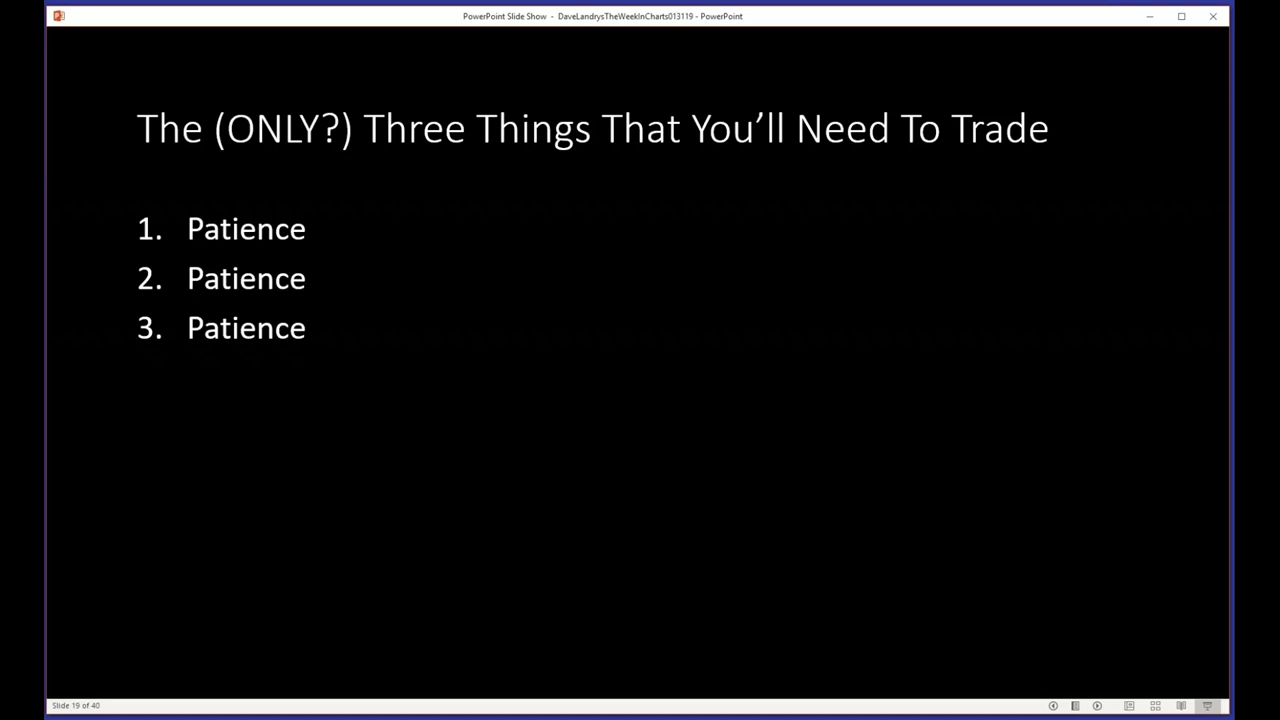 PowerPoint Slide Show - DaveLandrysTheWeekInCharts013119 - PowerPoint
The (ONLY?) Three Things That You’ll Need To Trade
1. Patience
2. Patience
3. Patience
Slide 19 of 40